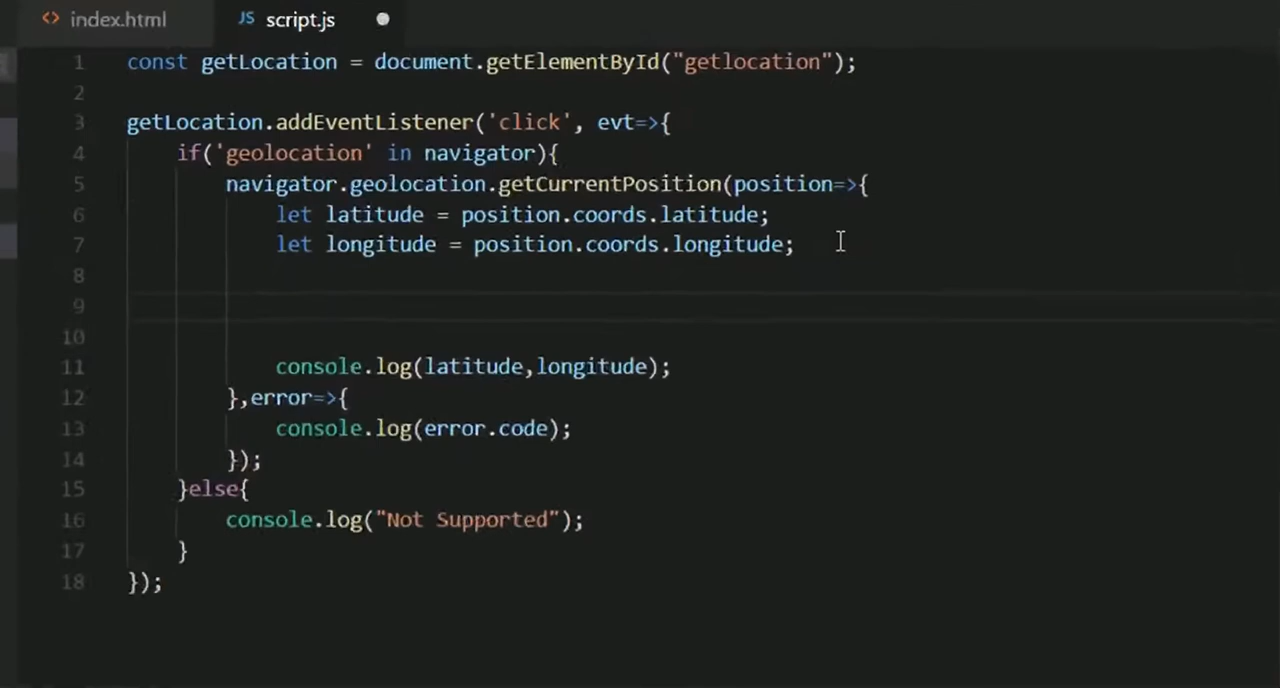 <> index.html JS script.js
1 const getLocation = document.getElementById("getlocation");
2
3 getLocation.addEventListener('click', evt=>{
4 if('geolocation' in navigator){
5 navigator.geolocation.getCurrentPosition(position=>{
6 let latitude = position.coords.latitude;
7 let longitude = position.coords.longitude;
8
9
10
11 console.log(latitude,longitude);
12 },error=>{
13 console.log(error.code);
14 });
15 }else{
16 console.log("Not Supported");
17 }
18 });